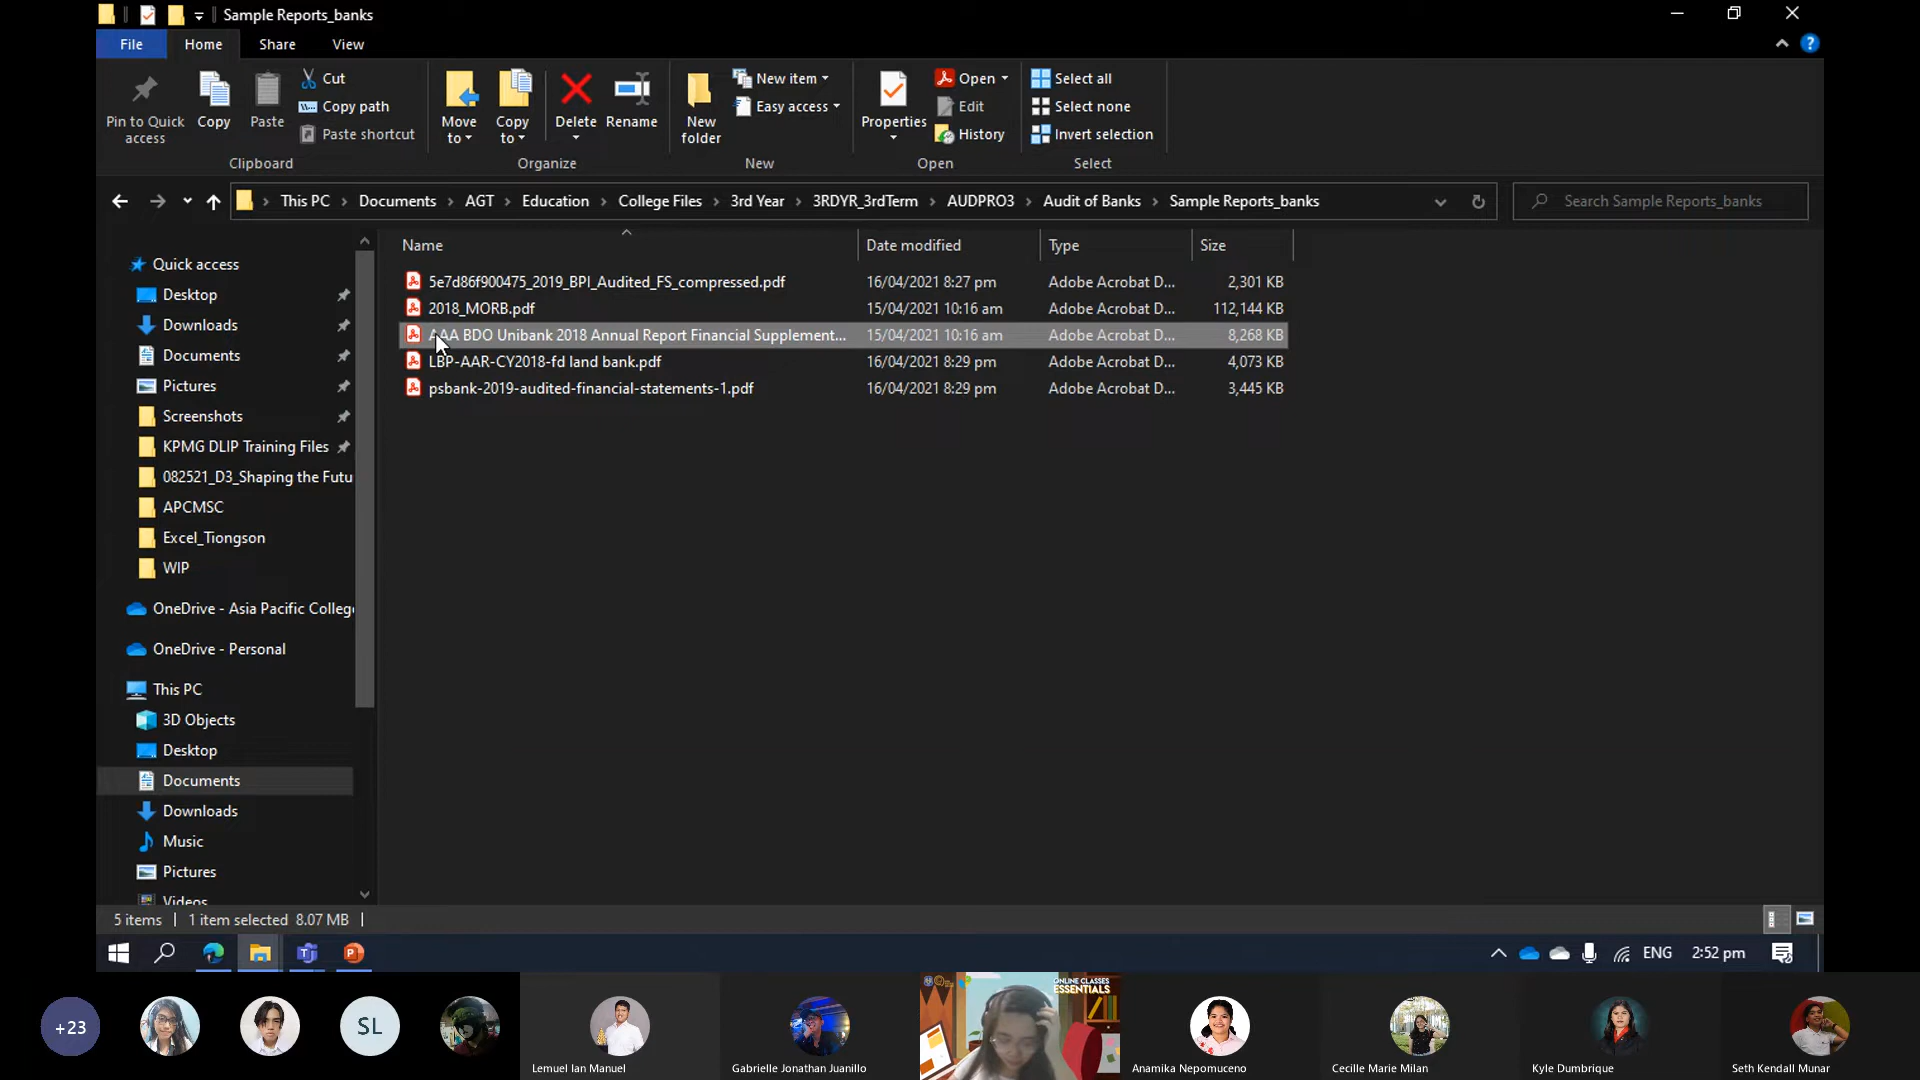 Sample Reports_banks
File
Home
Share
View
Pin to Quick
access
Copy
Paste
Cut
Copy path
Paste shortcut
Clipboard
Move
to
Copy
to
Delete
Rename
Organize
New
folder
New item
Easy access
New
Properties
Open
Edit
History
Open
Select all
Select none
Invert selection
Select
This PC
Documents
AGT
Education
College Files
3rd Year
3RDYR_3rdTerm
AUDPRO3
Audit of Banks
Sample Reports_banks
Search Sample Reports_banks
Name
Date modified
Type
Size
5e7d86f900475_2019_BPI_Audited_FS_compressed.pdf 16/04/2021 8:27 pm Adobe Acrobat D... 2,301 KB
2018_MORB.pdf 15/04/2021 10:16 am Adobe Acrobat D... 112,144 KB
AAA BDO Unibank 2018 Annual Report Financial Supplement... 15/04/2021 10:16 am Adobe Acrobat D... 8,268 KB
LBP-AAR-CY2018-fd land bank.pdf 16/04/2021 8:29 pm Adobe Acrobat D... 4,073 KB
psbank-2019-audited-financial-statements-1.pdf 16/04/2021 8:29 pm Adobe Acrobat D... 3,445 KB
Quick access
Desktop
Downloads
Documents
Pictures
Screenshots
KPMG DLIP Training Files
082521_D3_Shaping the Futu
APCMSC
Excel_Tiongson
WIP
OneDrive - Asia Pacific College
OneDrive - Personal
This PC
3D Objects
Desktop
Documents
Downloads
Music
Pictures
Videos
5 items
1 item selected 8.07 MB
ENG
2:52 pm
+23
SL
Lemuel Ian Manuel
Gabrielle Jonathan Juanillo
ONLINE CLASSES
ESSENTIALS
Anamika Nepomuceno
Cecille Marie Milan
Kyle Dumbrique
Seth Kendall Munar